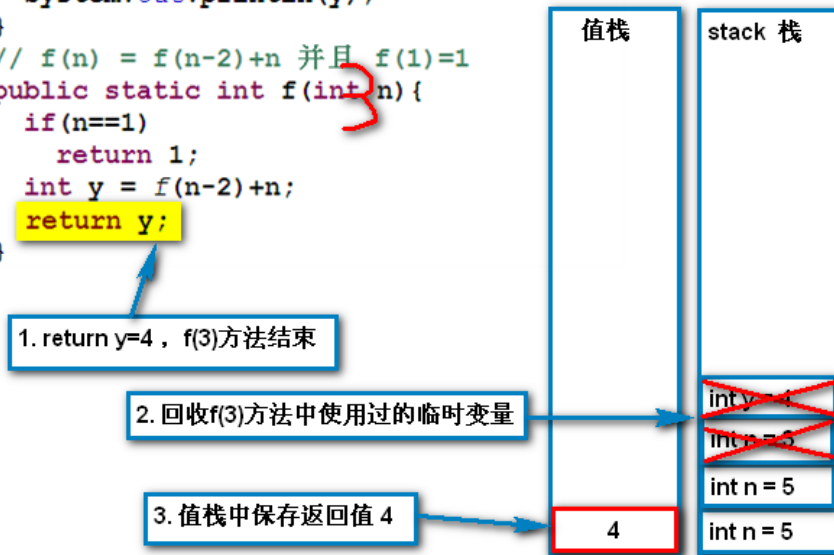 System.out.println(y);
}
// f(n) = f(n-2)+n 并且 f(1)=1
public static int f(int n){
if(n==1)
return 1;
int y = f(n-2)+n;
return y;
}
1. return y=4 ，f(3)方法结束
2. 回收f(3)方法中使用过的临时变量
3. 值栈中保存返回值 4
值栈
4
stack 栈
int y = 4
int n = 3
int n = 5
int n = 5